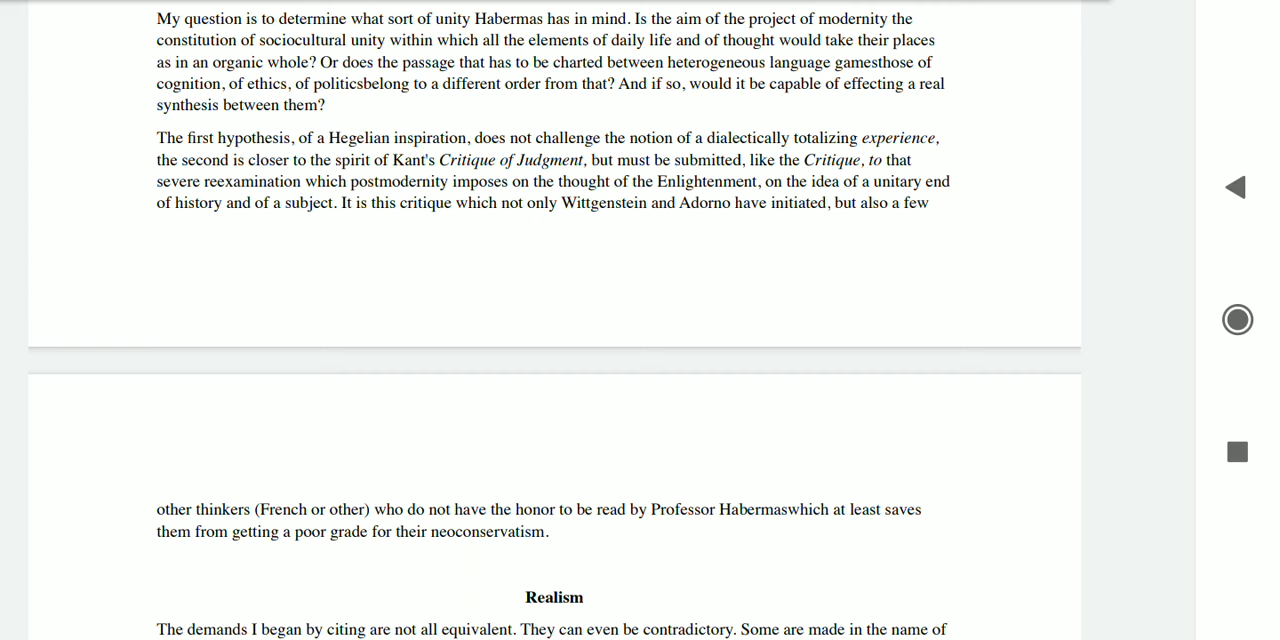 My question is to determine what sort of unity Habermas has in mind. Is the aim of the project of modernity the
constitution of sociocultural unity within which all the elements of daily life and of thought would take their places
as in an organic whole? Or does the passage that has to be charted between heterogeneous language gamesthose of
cognition, of ethics, of politicsbelong to a different order from that? And if so, would it be capable of effecting a real
synthesis between them?
The first hypothesis, of a Hegelian inspiration, does not challenge the notion of a dialectically totalizing experience,
the second is closer to the spirit of Kant's Critique of Judgment, but must be submitted, like the Critique, to that
severe reexamination which postmodernity imposes on the thought of the Enlightenment, on the idea of a unitary end
of history and of a subject. It is this critique which not only Wittgenstein and Adorno have initiated, but also a few
other thinkers (French or other) who do not have the honor to be read by Professor Habermaswhich at least saves
them from getting a poor grade for their neoconservatism.
Realism
The demands I began by citing are not all equivalent. They can even be contradictory. Some are made in the name of